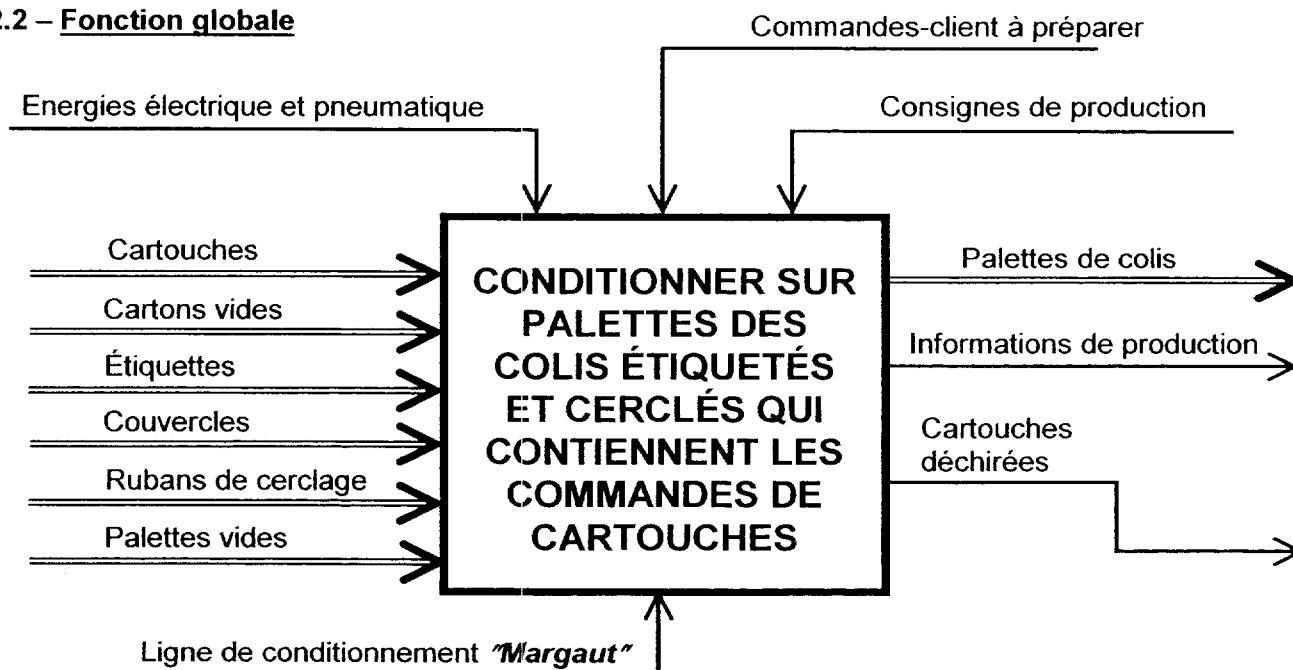 2.2 – Fonction globale
Commandes-client à préparer
Energies électrique et pneumatique
Consignes de production
Cartouches
Cartons vides
Étiquettes
Couvercles
Rubans de cerclage
Palettes vides
CONDITIONNER SUR
PALETTES DES
COLIS ÉTIQUETÉS
ET CERCLÉS QUI
CONTIENNENT LES
COMMANDES DE
CARTOUCHES
Palettes de colis
Informations de production
Cartouches
déchirées
Ligne de conditionnement "Margaut"